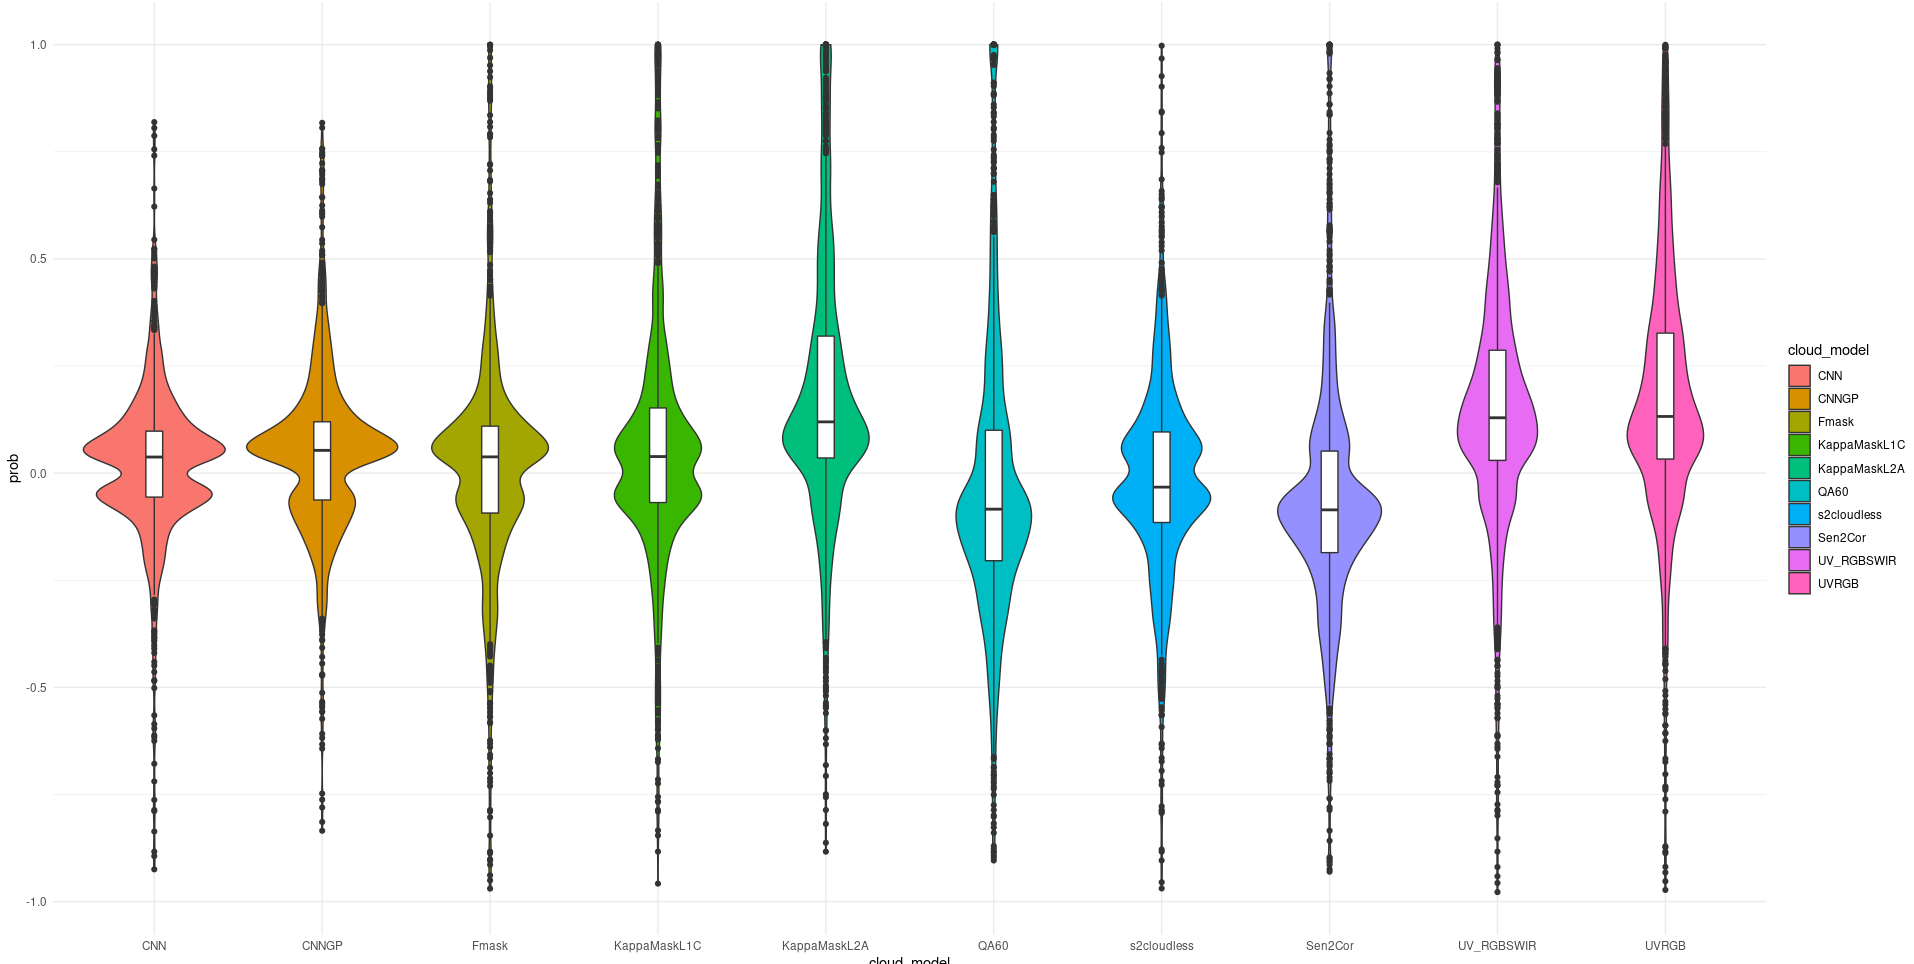 1.0
0.5
0.0
-0.5
-1.0
prob
CNN CNNGP Fmask KappaMaskL1C KappaMaskL2A QA60 s2cloudless Sen2Cor UV_RGBSWIR UVRGB
cloud_model
cloud_model
CNN
CNNGP
Fmask
KappaMaskL1C
KappaMaskL2A
QA60
s2cloudless
Sen2Cor
UV_RGBSWIR
UVRGB